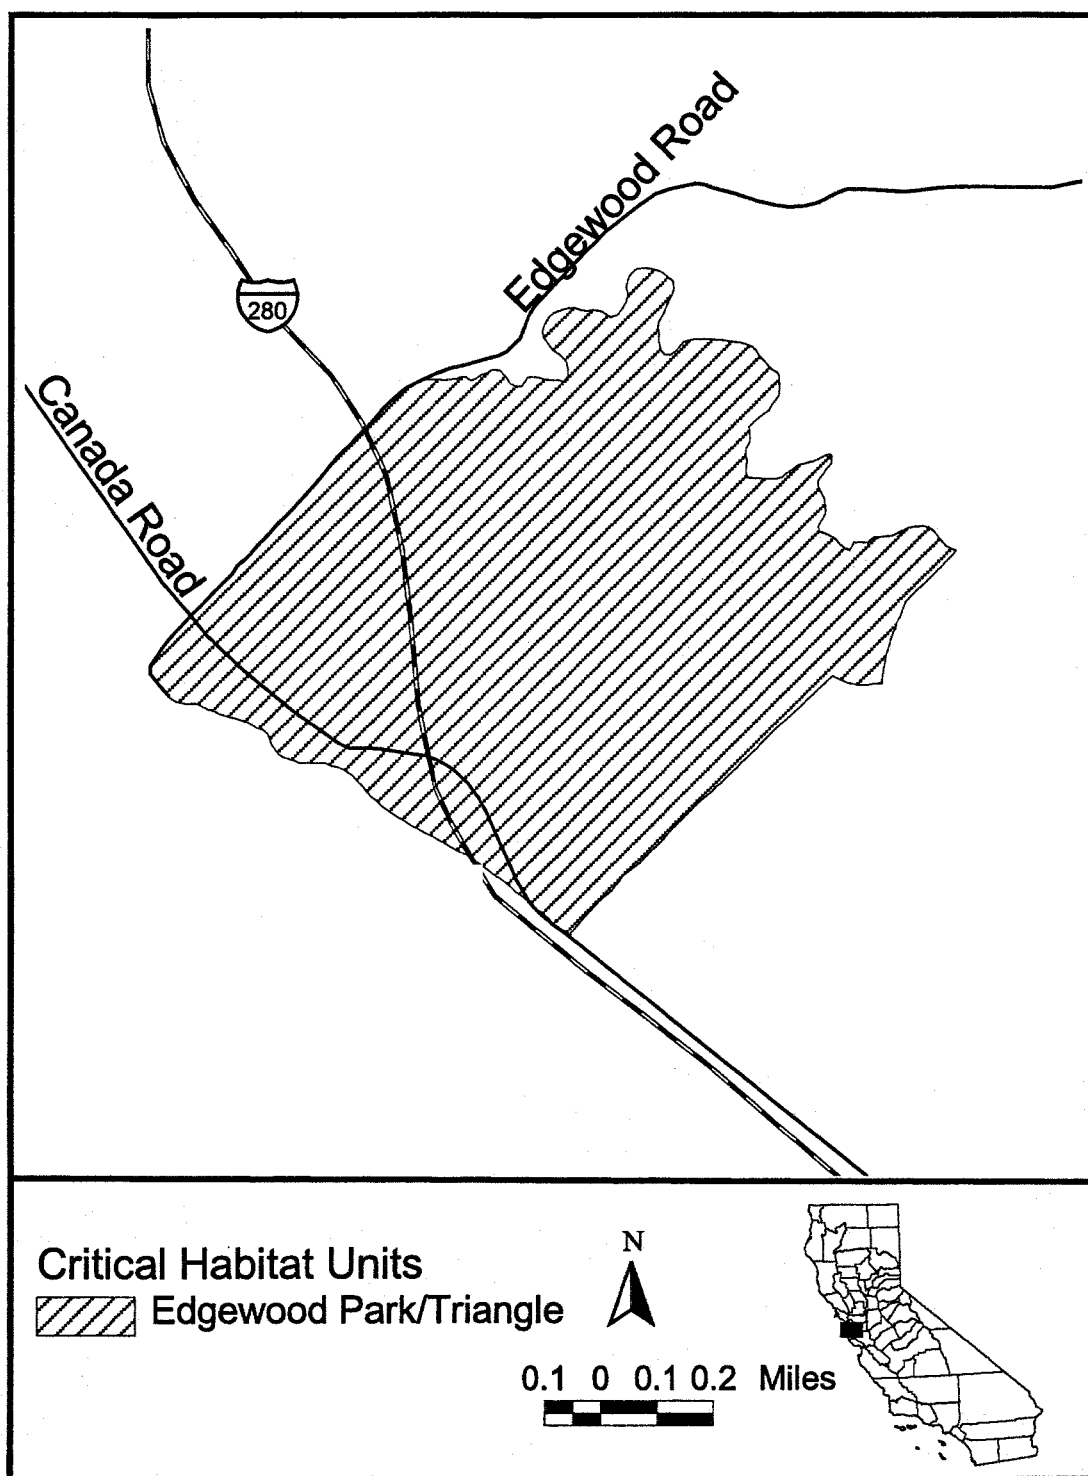 Edgewood Road
280
Canada Road
Critical Habitat Units
Edgewood Park/Triangle
N
0.1 0 0.1 0.2 Miles